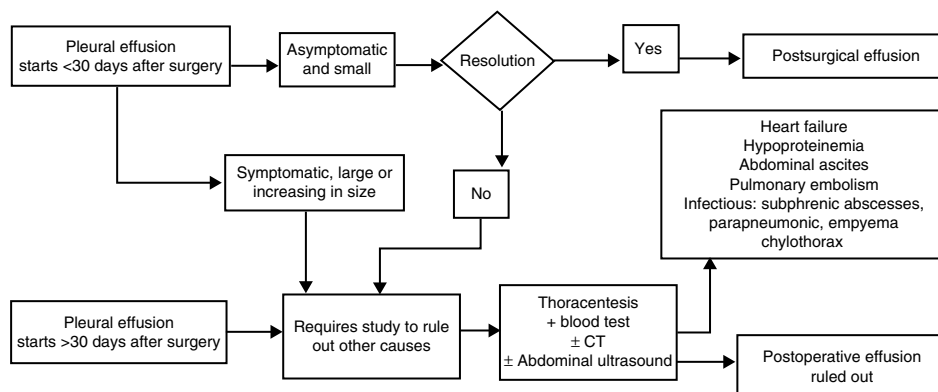 Pleural effusion
starts <30 days after surgery
Asymptomatic
and small
Resolution
Yes
Postsurgical effusion
Symptomatic, large or
increasing in size
No
Heart failure
Hypoproteinemia
Abdominal ascites
Pulmonary embolism
Infectious: subphrenic abscesses,
parapneumonic, empyema
chylothorax
Pleural effusion
starts >30 days after surgery
Requires study to rule
out other causes
Thoracentesis
+ blood test
± CT
± Abdominal ultrasound
Postoperative effusion
ruled out